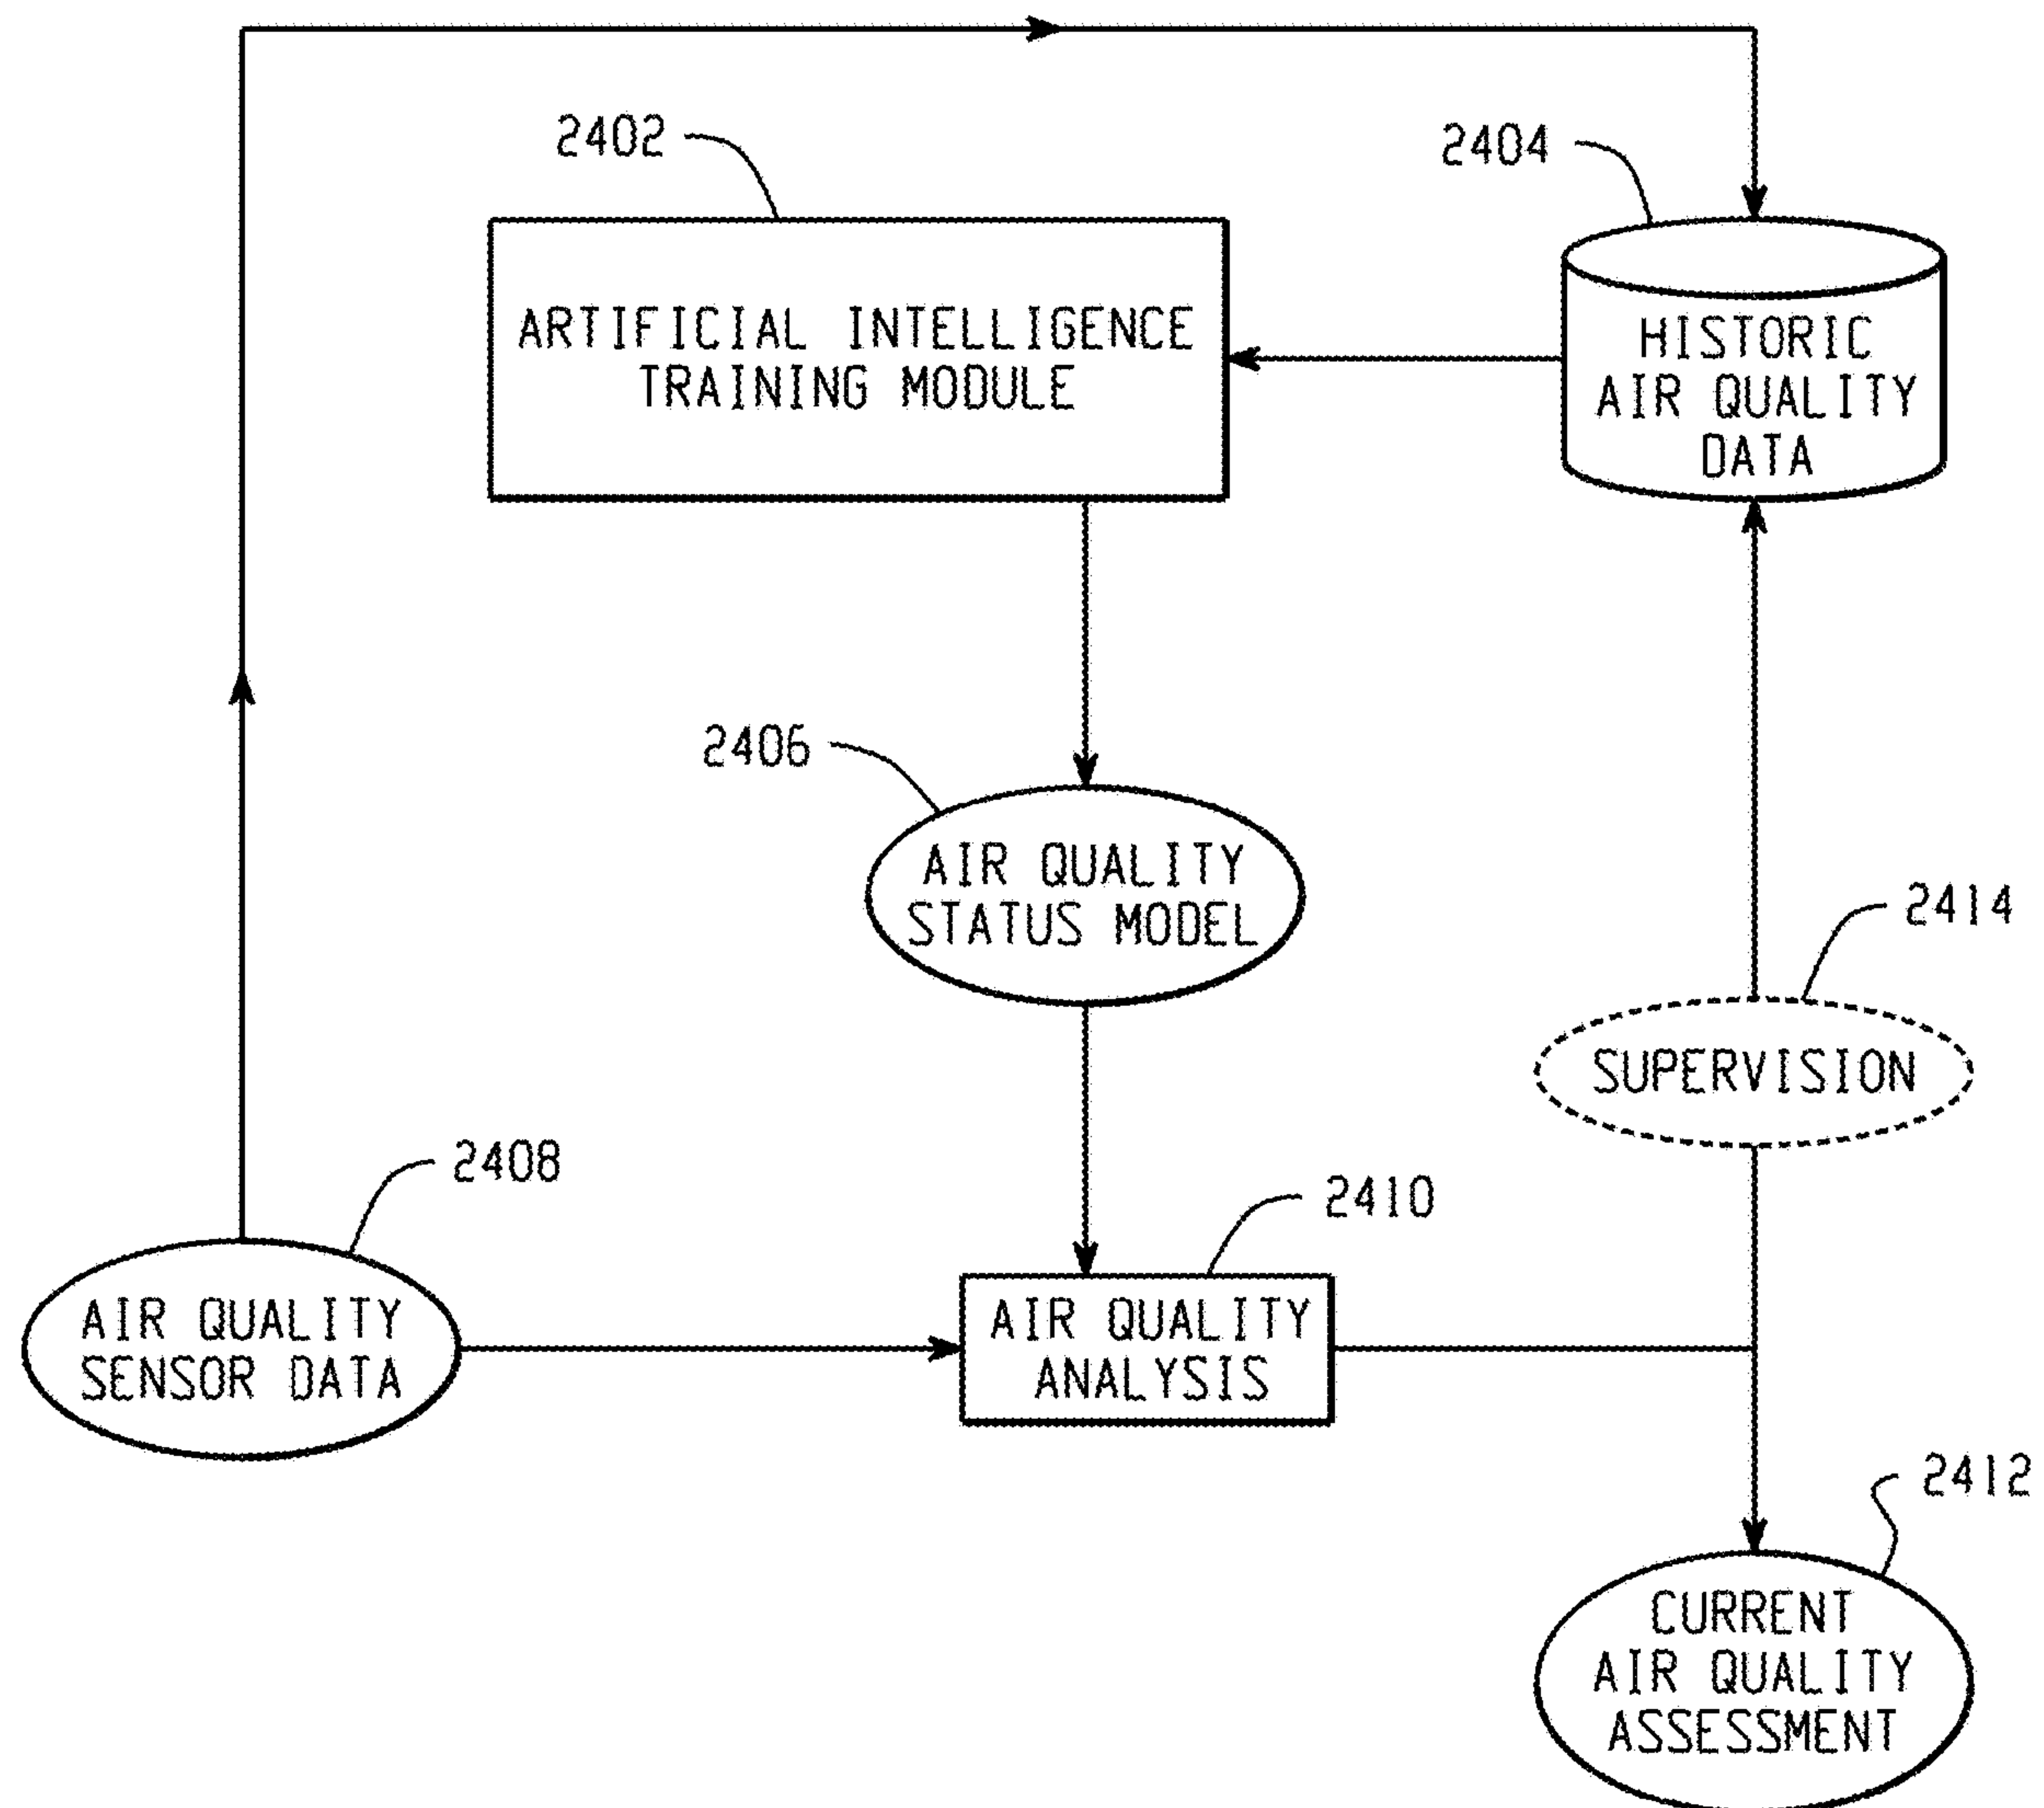 2402
2404
ARTIFICIAL INTELLIGENCE
TRAINING MODULE
HISTORIC
AIR QUALITY
DATA
2406
AIR QUALITY
STATUS MODEL
2414
SUPERVISION
2408
2410
AIR QUALITY
SENSOR DATA
AIR QUALITY
ANALYSIS
2412
CURRENT
AIR QUALITY
ASSESSMENT